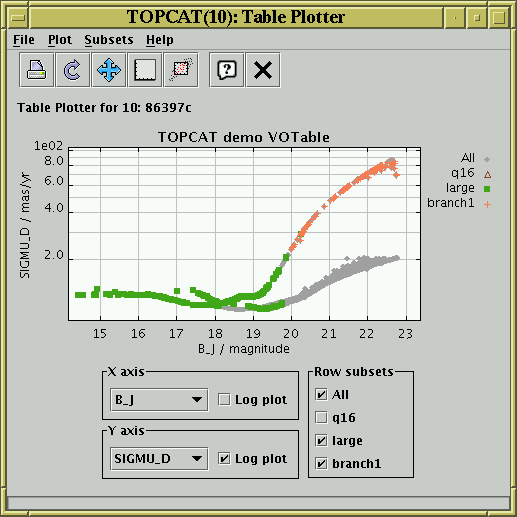 TOPCAT(10): Table Plotter
File Plot Subsets Help
Table Plotter for 10: 86397c
TOPCAT demo VOTable
1e02
8.0
6.0
4.0
2.0
SIGMU_D / mas/yr
All
q16
large
branch1
15 16 17 18 19 20 21 22 23
B_J / magnitude
X axis
B_J Log plot
Y axis
SIGMU_D Log plot
Row subsets
All
q16
large
branch1